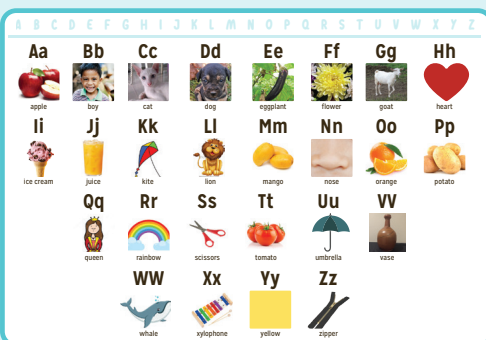 A B C D E F G H I J K L M N O P Q R S T U V W X Y Z
Aa Bb Cc Dd Ee Ff Gg Hh
apple boy cat dog eggplant flower goat heart
Ii Jj Kk Ll Mm Nn Oo Pp
ice cream juice kite lion mango nose orange potato
Qq Rr Ss Tt Uu VV
queen rainbow scissors tomato umbrella vase
WW Xx Yy Zz
whale xylophone yellow zipper